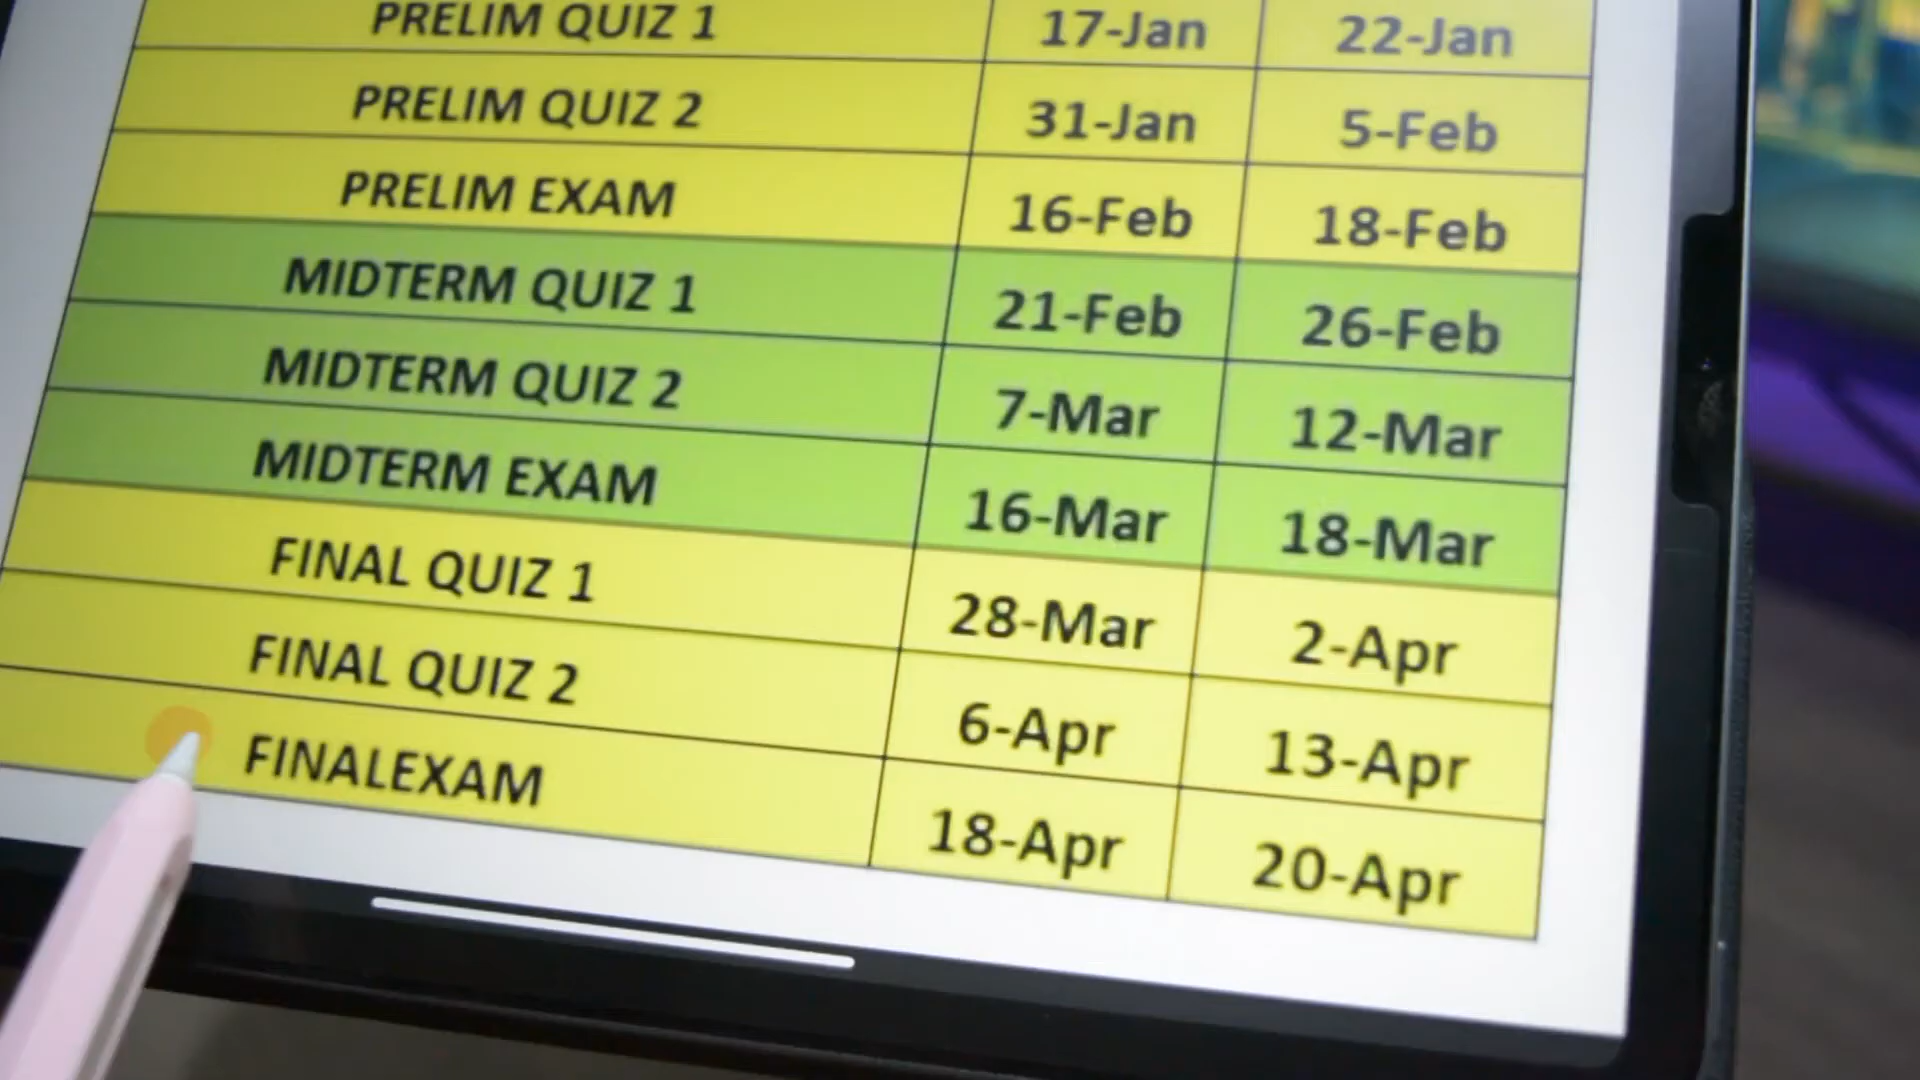 PRELIM QUIZ 1 17-Jan 22-Jan
PRELIM QUIZ 2 31-Jan 5-Feb
PRELIM EXAM 16-Feb 18-Feb
MIDTERM QUIZ 1 21-Feb 26-Feb
MIDTERM QUIZ 2 7-Mar 12-Mar
MIDTERM EXAM 16-Mar 18-Mar
FINAL QUIZ 1 28-Mar 2-Apr
FINAL QUIZ 2 6-Apr 13-Apr
FINALEXAM 18-Apr 20-Apr